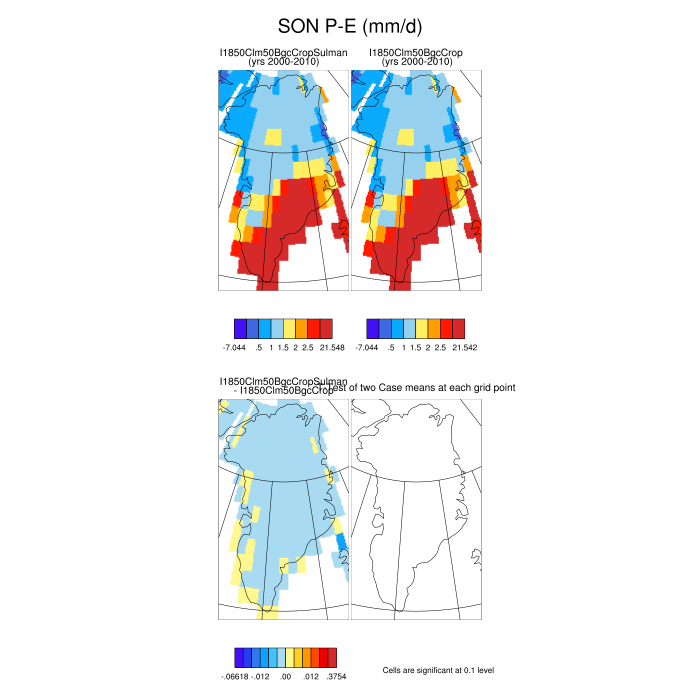 SON P-E (mm/d)
I1850Clm50BgcCropSulman
(yrs 2000-2010)
I1850Clm50BgcCrop
(yrs 2000-2010)
-7.044 .5 1 1.5 2 2.5 21.548
-7.044 .5 1 1.5 2 2.5 21.542
I1850Clm50BgcCropSulman
- I1850Clm50BgcCrop
Test of two Case means at each grid point
-.06618 -.012 .00 .012 .3754
Cells are significant at 0.1 level